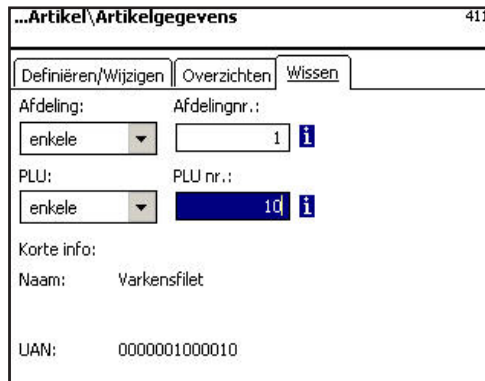 ...Artikel\Artikelgegevens 411
Definiëren/Wijzigen Overzichten Wissen
Afdeling: Afdelingnr.:
enkele 1 i
PLU: PLU nr.:
enkele 10 i
Korte info:
Naam: Varkensfilet
UAN: 0000001000010